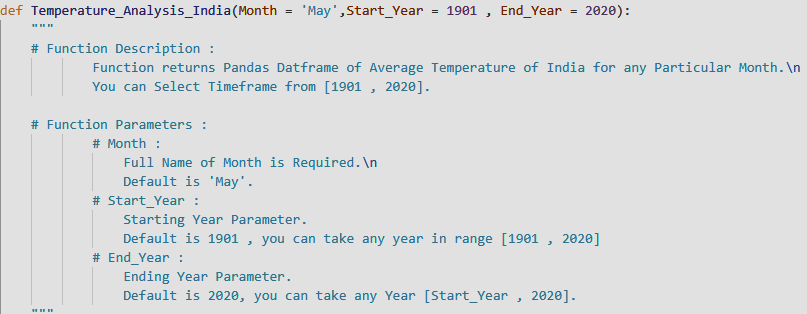 def Temperature_Analysis_India(Month = 'May',Start_Year = 1901 , End_Year = 2020):
"""
# Function Description :
Function returns Pandas Datframe of Average Temperature of India for any Particular Month.\n
You can Select Timeframe from [1901 , 2020].
# Function Parameters :
# Month :
Full Name of Month is Required.\n
Default is 'May'.
# Start_Year :
Starting Year Parameter.
Default is 1901 , you can take any year in range [1901 , 2020]
# End_Year :
Ending Year Parameter.
Default is 2020, you can take any Year [Start_Year , 2020].
"""